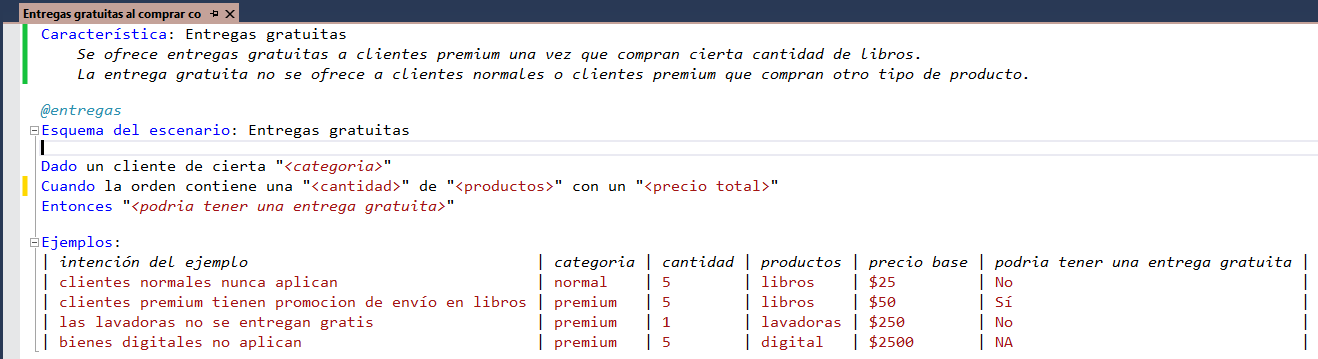 Entregas gratuitas al comprar co
Característica: Entregas gratuitas
Se ofrece entregas gratuitas a clientes premium una vez que compran cierta cantidad de libros.
La entrega gratuita no se ofrece a clientes normales o clientes premium que compran otro tipo de producto.
@entregas
Esquema del escenario: Entregas gratuitas
Dado un cliente de cierta "<categoria>"
Cuando la orden contiene una "<cantidad>" de "<productos>" con un "<precio total>"
Entonces "<podria tener una entrega gratuita>"
Ejemplos:
| intención del ejemplo | categoria | cantidad | productos | precio base | podria tener una entrega gratuita |
| clientes normales nunca aplican | normal | 5 | libros | $25 | No |
| clientes premium tienen promocion de envío en libros | premium | 5 | libros | $50 | Sí |
| las lavadoras no se entregan gratis | premium | 1 | lavadoras | $250 | No |
| bienes digitales no aplican | premium | 5 | digital | $2500 | NA |